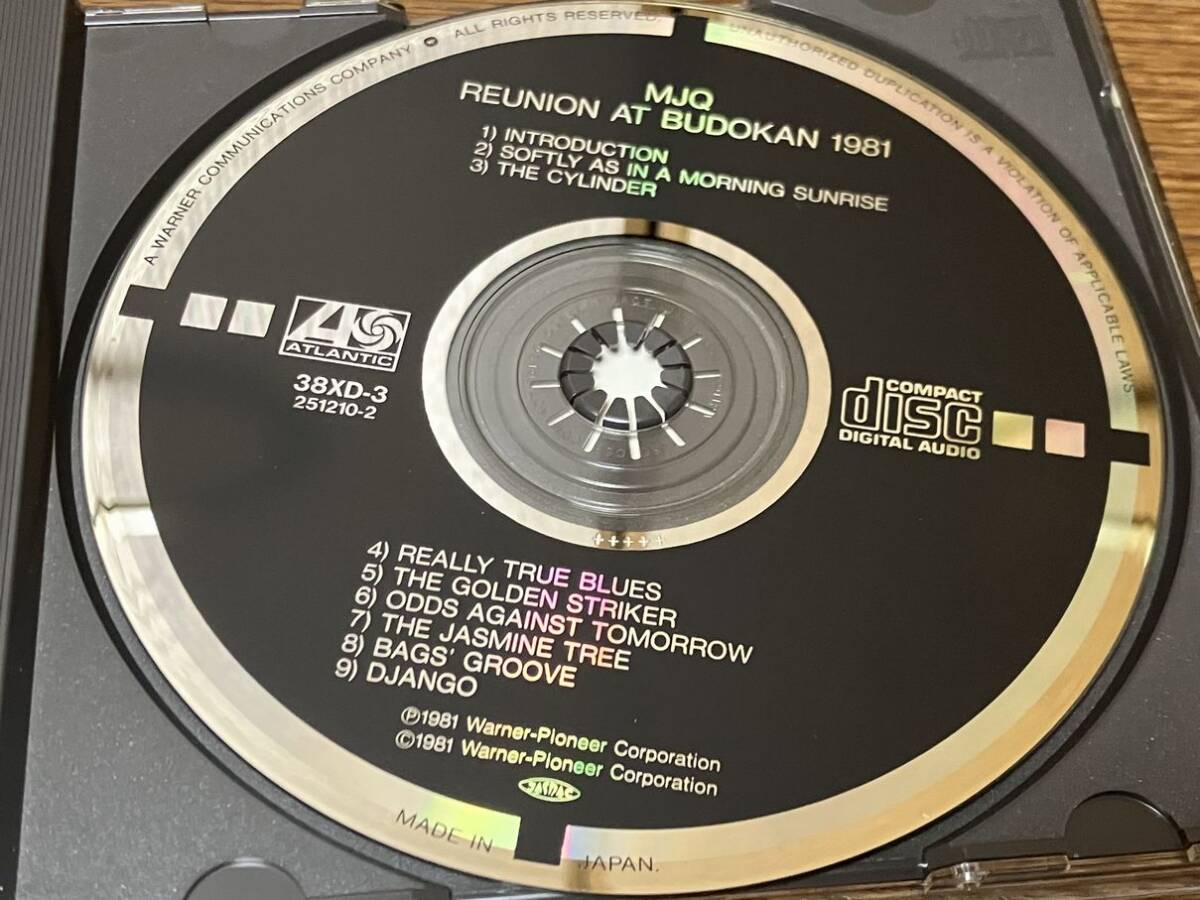 A WARNER COMMUNICATIONS COMPANY ALL RIGHTS RESERVED. UNAUTHORIZED DUPLICATION IS A VIOLATION OF APPLICABLE LAWS
MJQ
REUNION AT BUDOKAN 1981
1) INTRODUCTION
2) SOFTLY AS IN A MORNING SUNRISE
3) THE CYLINDER
ATLANTIC
38XD-3
251210-2
COMPACT
disc
DIGITAL AUDIO
+++++
4) REALLY TRUE BLUES
5) THE GOLDEN STRIKER
6) ODDS AGAINST TOMORROW
7) THE JASMINE TREE
8) BAGS' GROOVE
9) DJANGO
Ⓟ1981 Warner-Pioneer Corporation
©1981 Warner-Pioneer Corporation
JASRAC
MADE IN JAPAN.